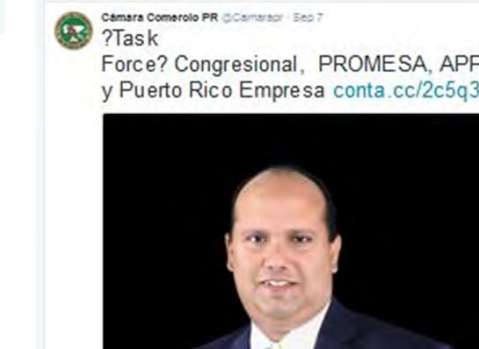 Cámara Comercio PR @Camarapr · Sep 7
?Task
Force? Congresional, PROMESA, APP
y Puerto Rico Empresa conta.cc/2c5q3